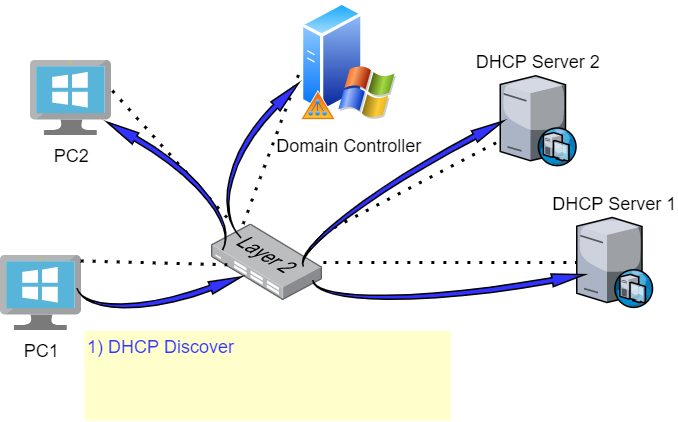 DHCP Server 2
Domain Controller
PC2
DHCP Server 1
Layer 2
PC1
1) DHCP Discover